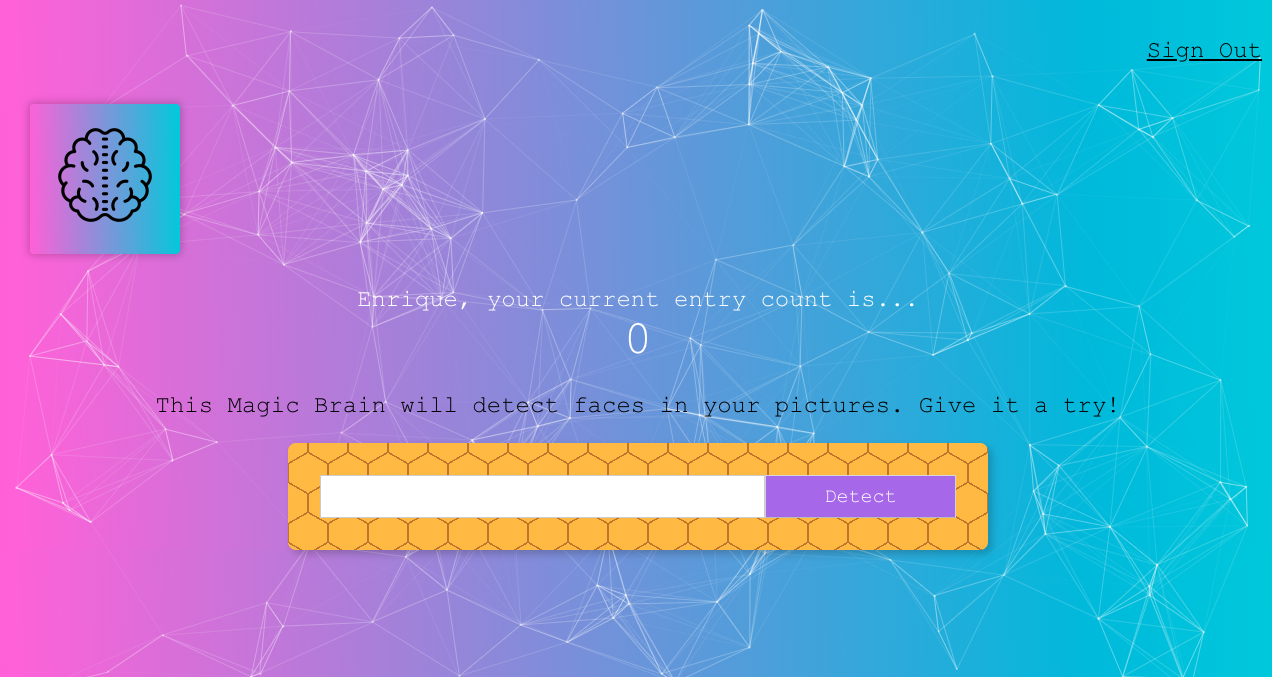 Sign Out
Enrique, your current entry count is...
0
This Magic Brain will detect faces in your pictures. Give it a try!
Detect